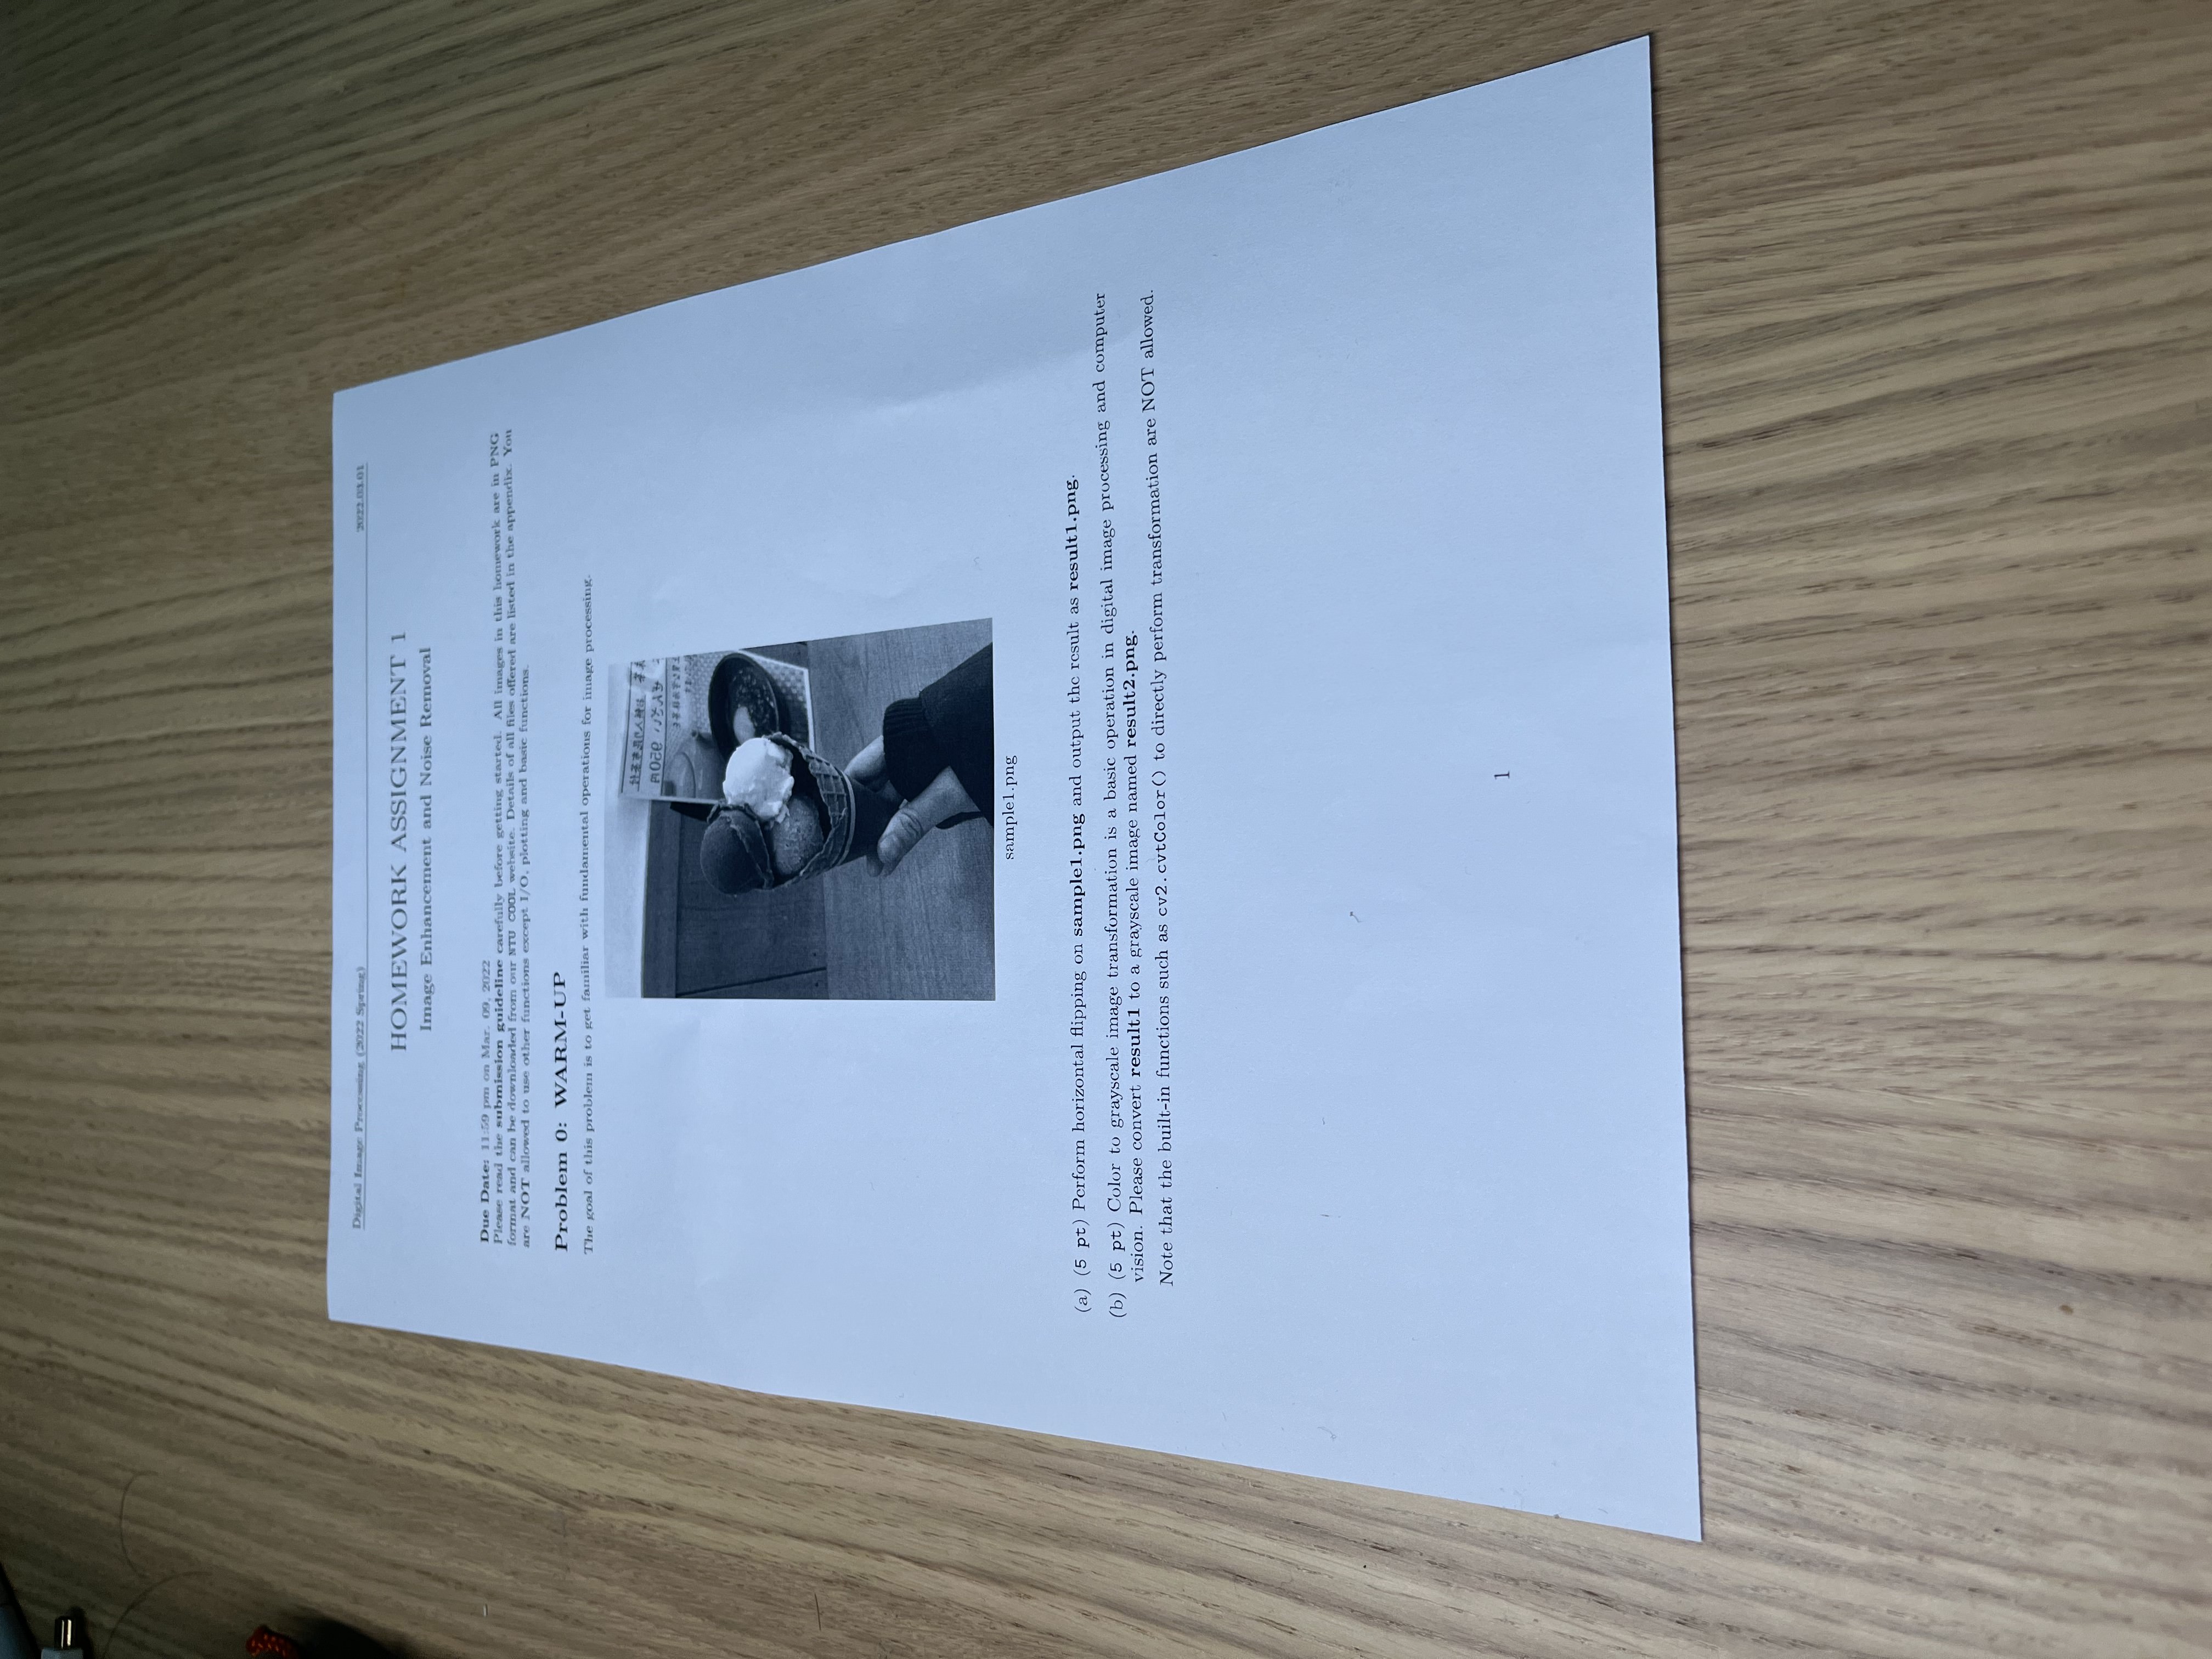 Digital Image Processing (2022 Spring) 2022.03.01
HOMEWORK ASSIGNMENT 1
Image Enhancement and Noise Removal
Due Date: 11:59 pm on Mar. 09, 2022
Please read the submission guideline carefully before getting started. All images in this homework are in PNG
format and can be downloaded from our NTU COOL website. Details of all files offered are listed in the appendix. You
are NOT allowed to use other functions except I/O, plotting and basic functions.
Problem 0: WARM-UP
The goal of this problem is to get familiar with fundamental operations for image processing.
950円
sample1.png
(a) (5 pt) Perform horizontal flipping on sample1.png and output the result as result1.png.
(b) (5 pt) Color to grayscale image transformation is a basic operation in digital image processing and computer
vision. Please convert result1 to a grayscale image named result2.png.
Note that the built-in functions such as cv2.cvtColor() to directly perform transformation are NOT allowed.
1